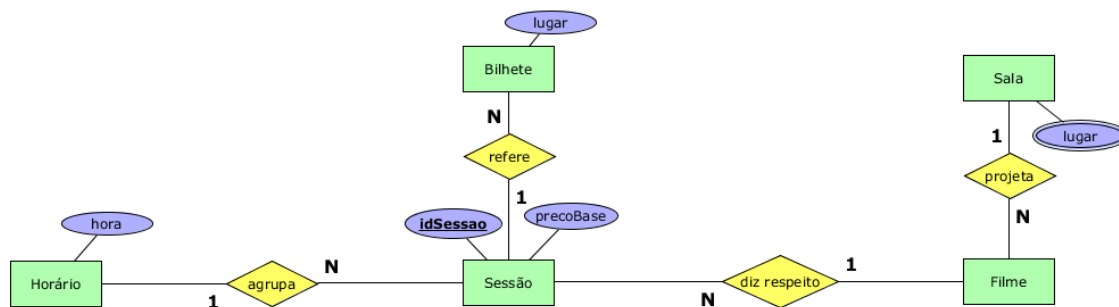 lugar
Bilhete
Sala
N
1
lugar
refere
projeta
1
N
idSessao
precoBase
hora
Horário
1
agrupa
N
Sessão
N
diz respeito
1
Filme